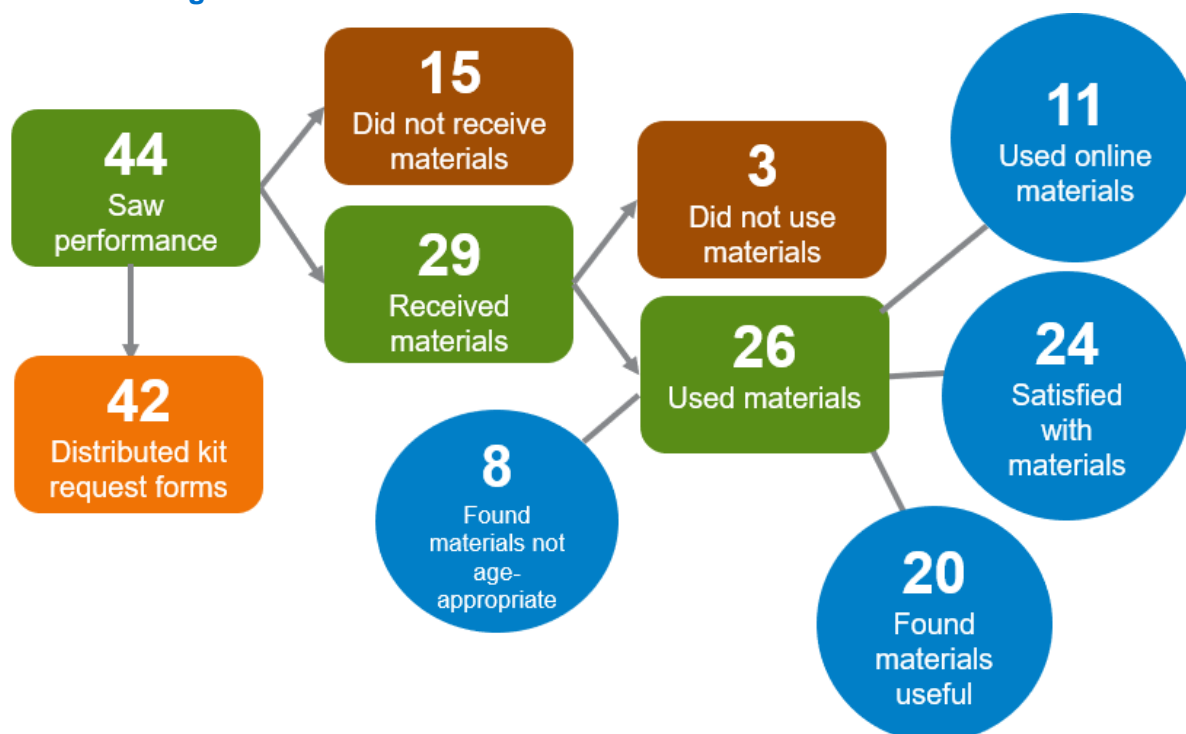 15
Did not receive
materials
44
Saw
performance
29
Received
materials
42
Distributed kit
request forms
3
Did not use
materials
26
Used materials
11
Used online
materials
24
Satisfied
with
materials
8
Found
materials not
age-
appropriate
20
Found
materials
useful